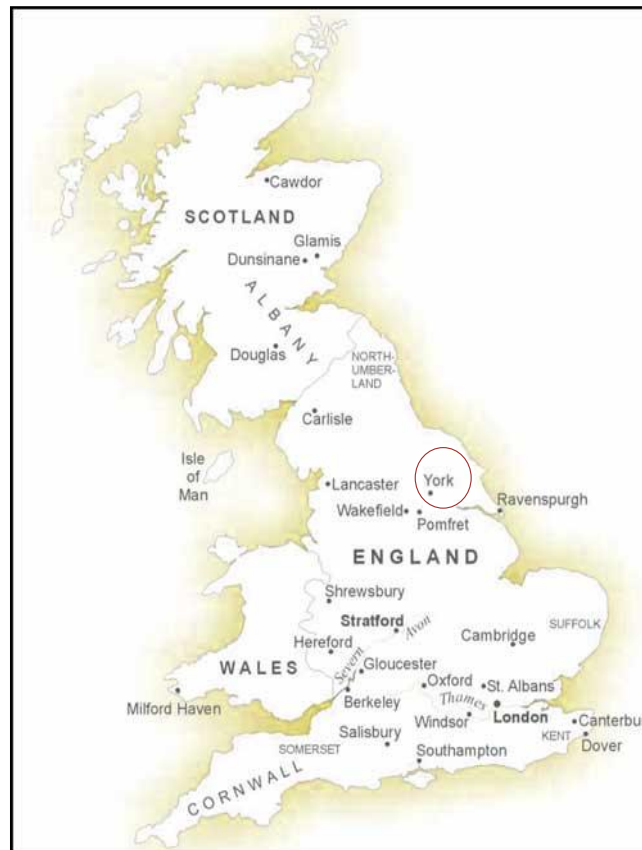 Cawdor
SCOTLAND
Glamis
Dunsinane
ALBANY
Douglas
NORTH-
UMBER-
LAND
Carlisle
Isle
of
Man
York
Lancaster
Ravenspurgh
Wakefield
Pomfret
ENGLAND
Shrewsbury
Stratford
Avon
SUFFOLK
Cambridge
Hereford
WALES
Severn
Gloucester
Oxford
St. Albans
Milford Haven
Berkeley
Thames
London
Windsor
Canterbu
KENT
Dover
Salisbury
SOMERSET
Southampton
CORNWALL